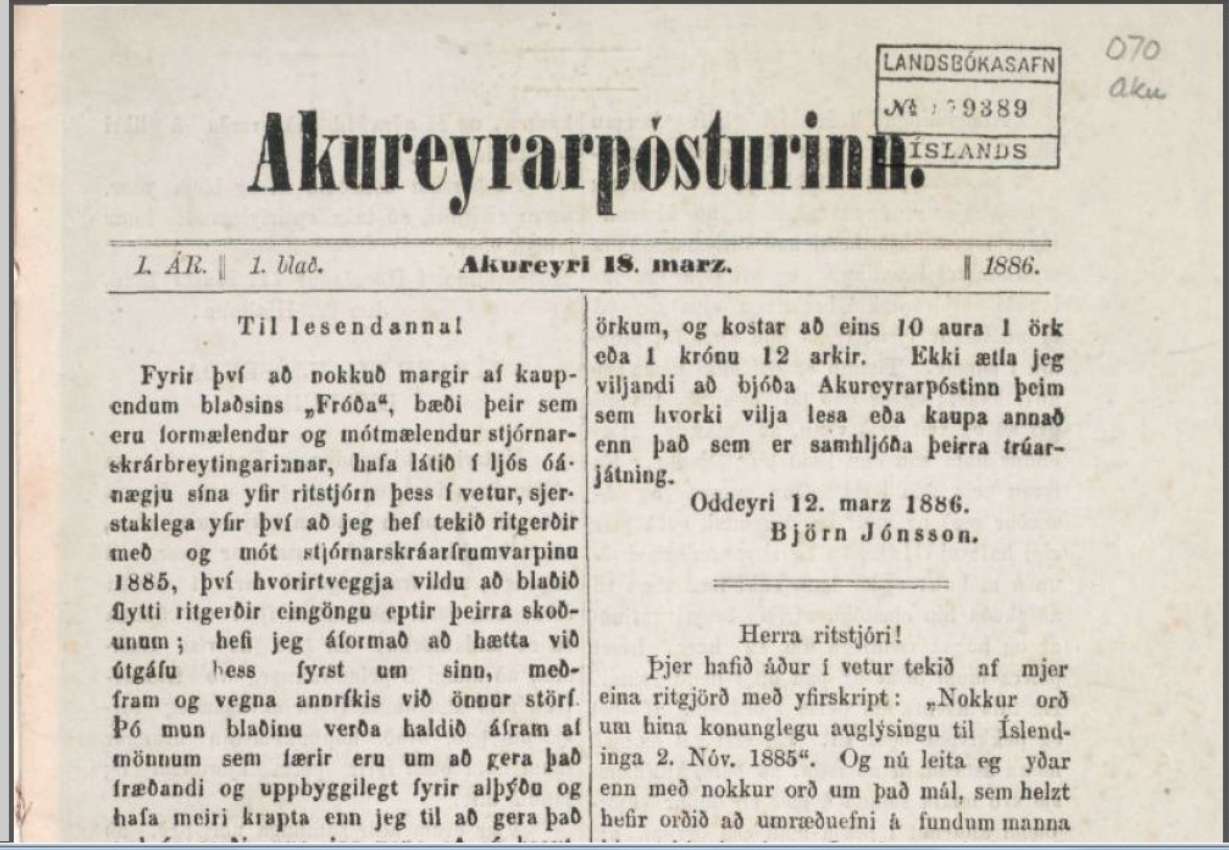 070
aku
LANDSBÓKASAFN
№ 9389
ÍSLANDS
Akureyrarpósturinn.
1. ÁR. || 1. blað.
Akureyri 18. marz.
|| 1886.
Til lesendanna!
Fyrir því að nokkuð margir af kaup-
endum blaðsins „Fróða“, bæði þeir sem
eru formælendur og mótmælendur stjórnar-
skrárbreytingarinnar, hafa látið í ljós óá-
nægju sína yfir ritstjórn þess í vetur, sjer-
staklega yfir því að jeg hef tekið ritgerðir
með og mót stjórnarskráarfrumvarpinu
1885, því hvorirtveggja vildu að blaðið
flytti ritgerðir eingöngu eptir þeirra skoð-
unum; hefi jeg áformað að hætta við
útgáfu þess fyrst um sinn, með-
fram og vegna annríkis við önnur störf.
Þó mun blaðinu verða haldið áfram af
mönnum sem færir eru um að gera það
fræðandi og uppbyggilegt fyrir alþýðu og
hafa meiri krapta enn jeg til að gera það
örkum, og kostar að eins 10 aura 1 örk
eða 1 krónu 12 arkir. Ekki ætla jeg
viljandi að bjóða Akureyrarpóstinn þeim
sem hvorki vilja lesa eða kaupa annað
enn það sem er samhljóða þeirra trúar-
játning.
Oddeyri 12. marz 1886.
Björn Jónsson.
Herra ritstjóri!
Þjer hafið áður í vetur tekið af mjer
eina ritgjörð með yfirskript: „Nokkur orð
um hina konunglegu auglýsingu til Íslend-
inga 2. Nóv. 1885“. Og nú leita eg yðar
enn með nokkur orð um það mál, sem helzt
hefir orðið að umræðuefni á fundum manna